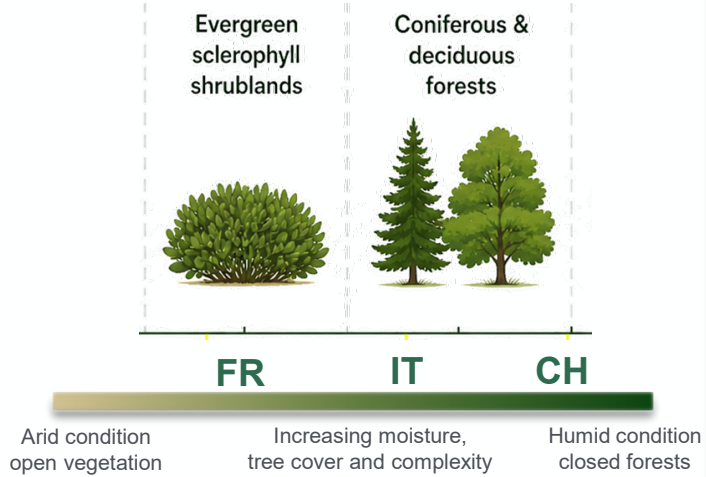 Evergreen
sclerophyll
shrublands
Coniferous &
deciduous
forests
FR
IT
CH
Arid condition
open vegetation
Increasing moisture,
tree cover and complexity
Humid condition
closed forests